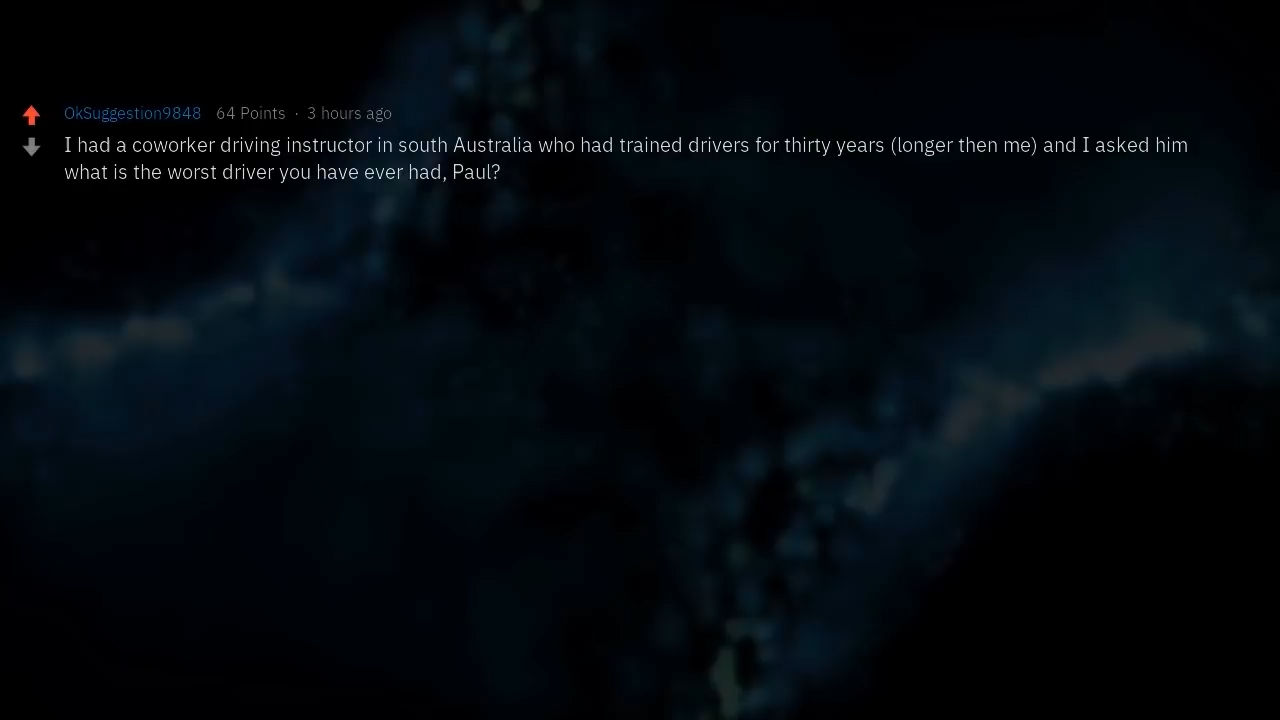 OkSuggestion9848 64 Points · 3 hours ago
I had a coworker driving instructor in south Australia who had trained drivers for thirty years (longer then me) and I asked him
what is the worst driver you have ever had, Paul?